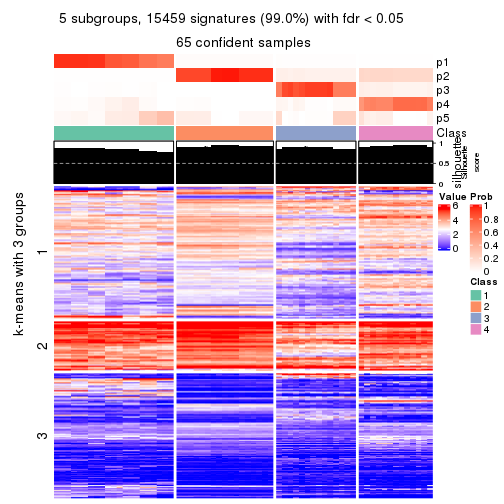 5 subgroups, 15459 signatures (99.0%) with fdr < 0.05
65 confident samples
p1
p2
p3
p4
p5
Class
1
0.5
0
silhouette
Silhouette
score
k-means with 3 groups
1
2
3
Value
6
4
2
0
Prob
1
0.8
0.6
0.4
0.2
0
Class
1
2
3
4